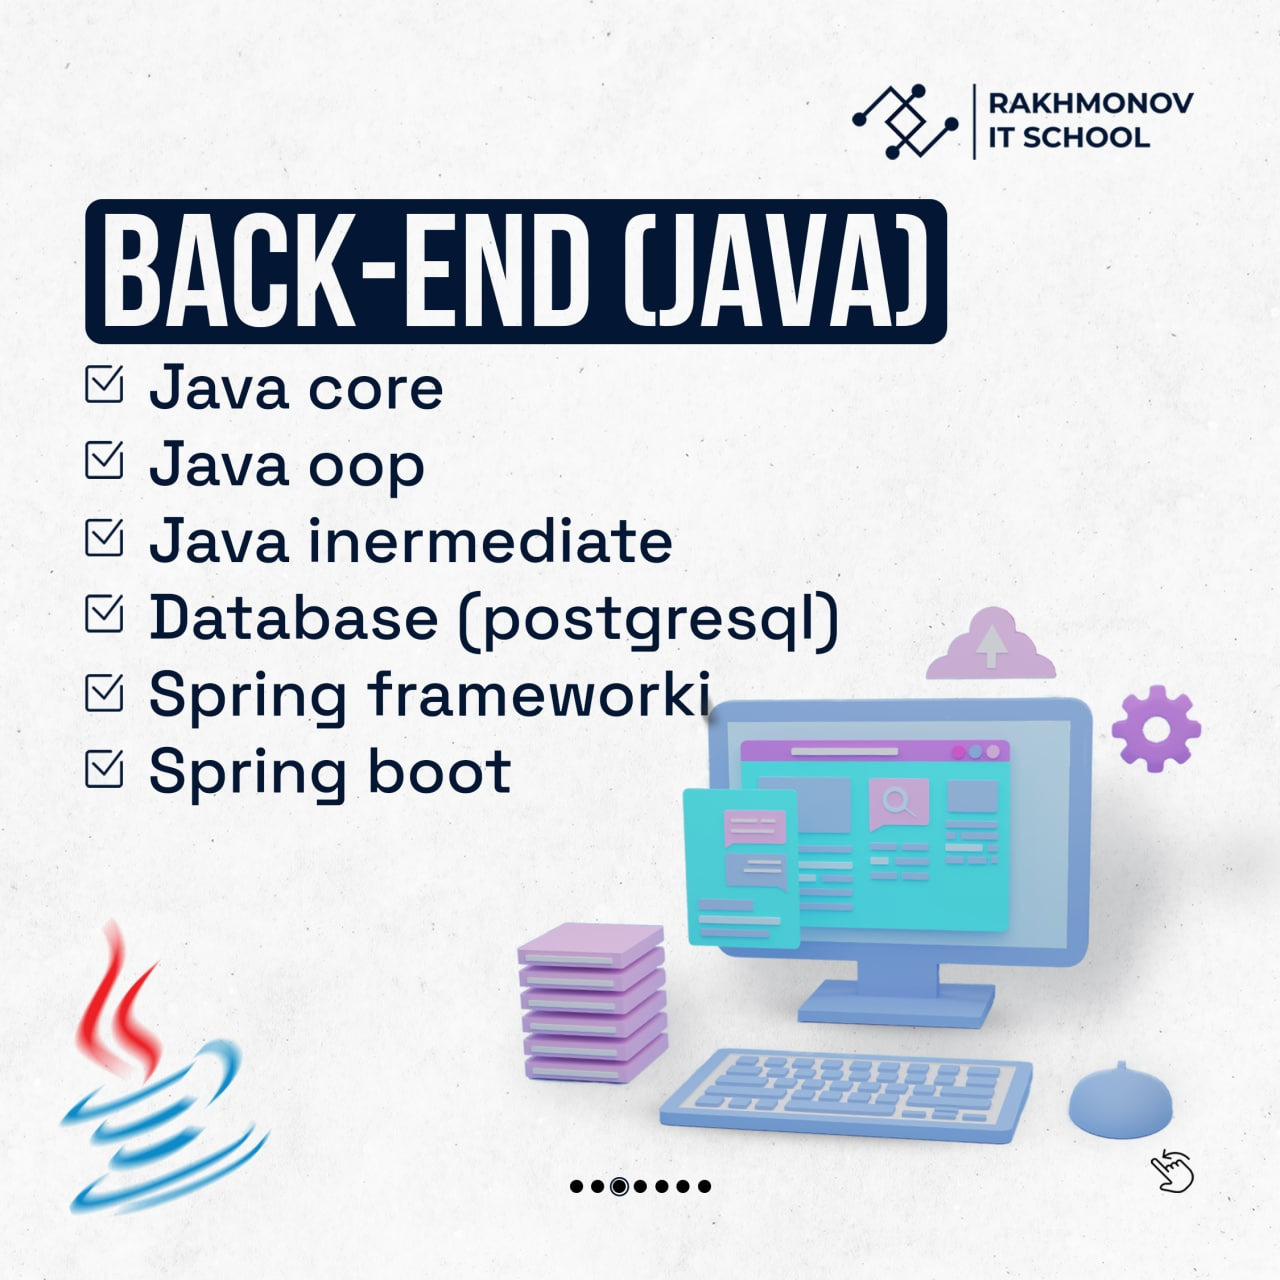 RAKHMONOV
IT SCHOOL
BACK-END (JAVA)
Java core
Java oop
Java inermediate
Database (postgresql)
Spring frameworki
Spring boot